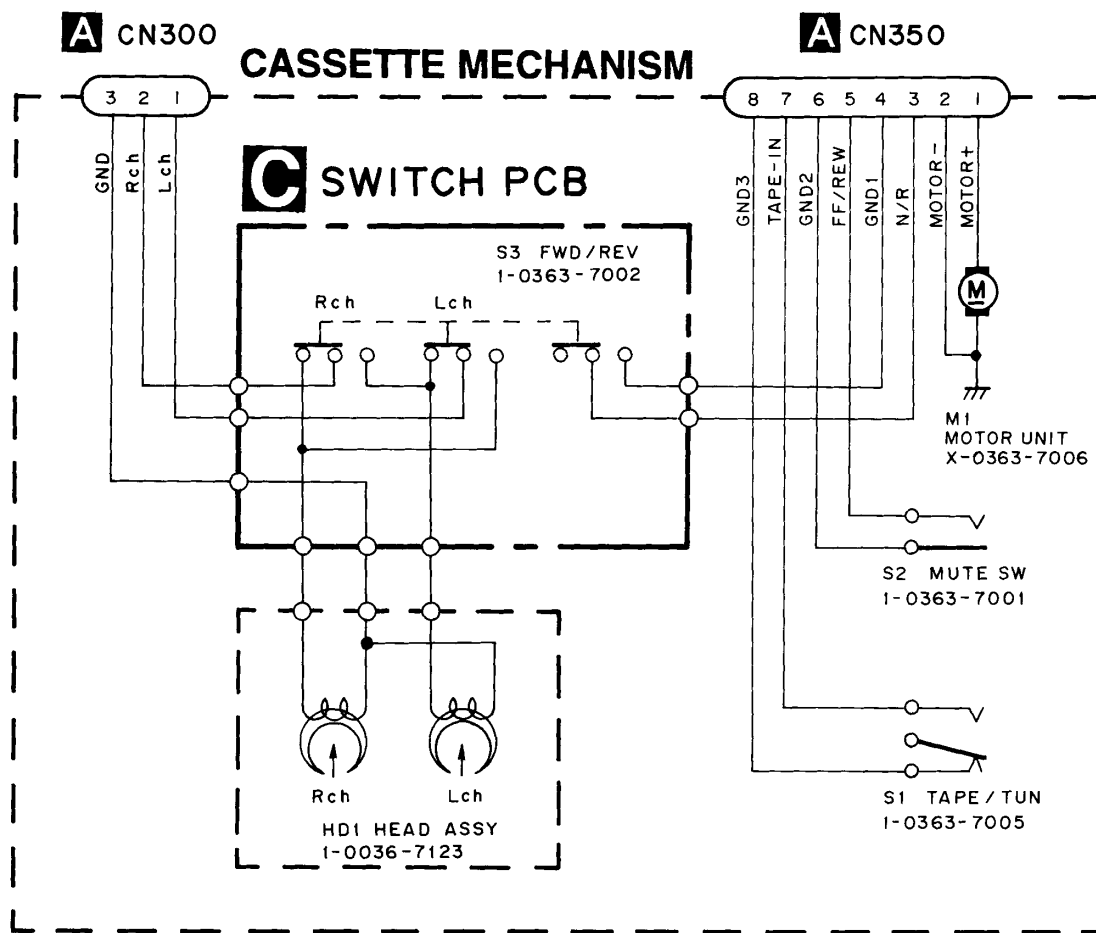 A CN300
A CN350
CASSETTE MECHANISM
3 2 1
8 7 6 5 4 3 2 1
GND
Rch
Lch
GND3
TAPE-IN
GND2
FF/REW
GND1
N/R
MOTOR-
MOTOR+
C SWITCH PCB
S3 FWD/REV
1-0363-7002
Rch Lch
M
M1
MOTOR UNIT
X-0363-7006
S2 MUTE SW
1-0363-7001
Rch Lch
HD1 HEAD ASSY
1-0036-7123
S1 TAPE/TUN
1-0363-7005